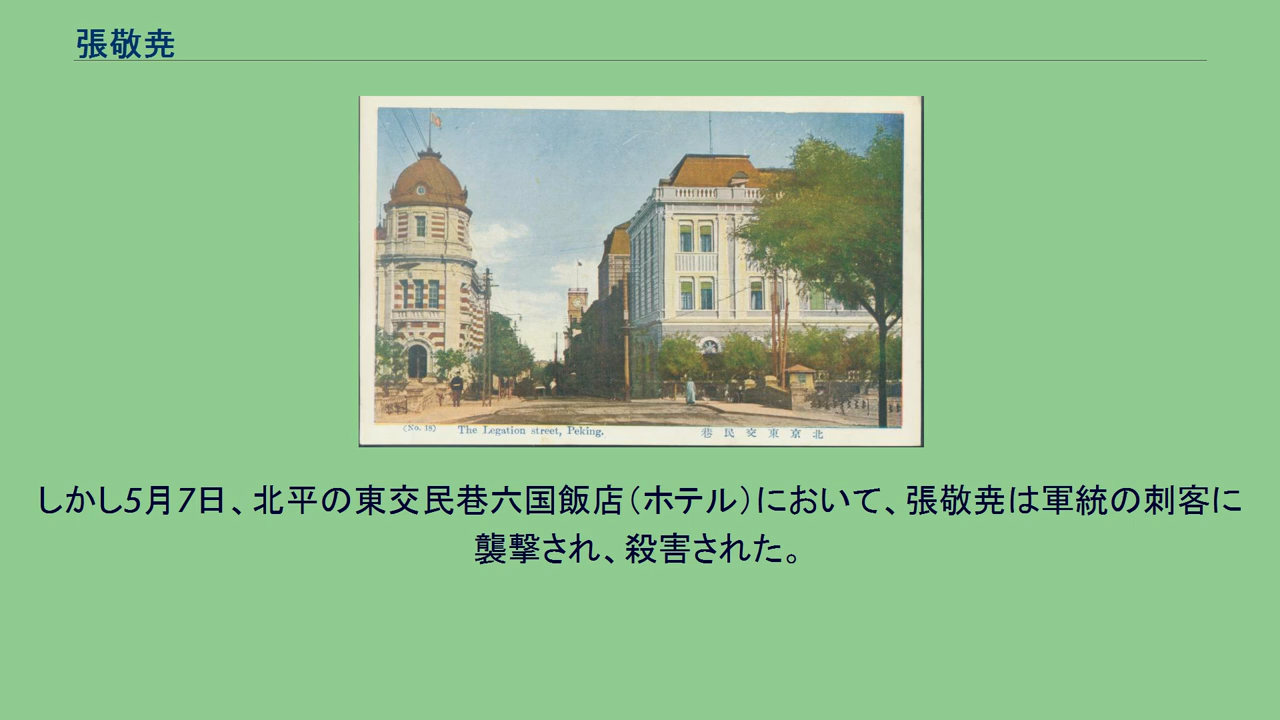 張敬尭
(No. 18) The Legation street, Peking. 巷民交東京北
しかし5月7日、北平の東交民巷六国飯店(ホテル)において、張敬尭は軍統の刺客に
襲撃され、殺害された。